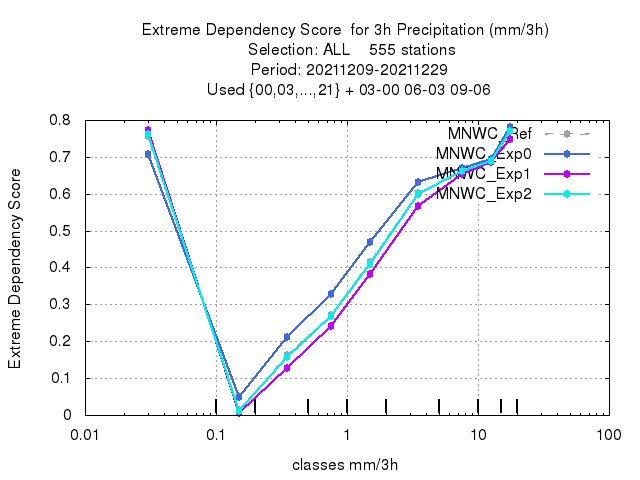 Extreme Dependency Score  for 3h Precipitation (mm/3h)
Selection: ALL    555 stations
Period: 20211209-20211229
Used {00,03,...,21} + 03-00 06-03 09-06
Extreme Dependency Score
0.8
0.7
0.6
0.5
0.4
0.3
0.2
0.1
0
MNWC_Ref
MNWC_Exp0
MNWC_Exp1
MNWC_Exp2
0.01 0.1 1 10 100
classes mm/3h